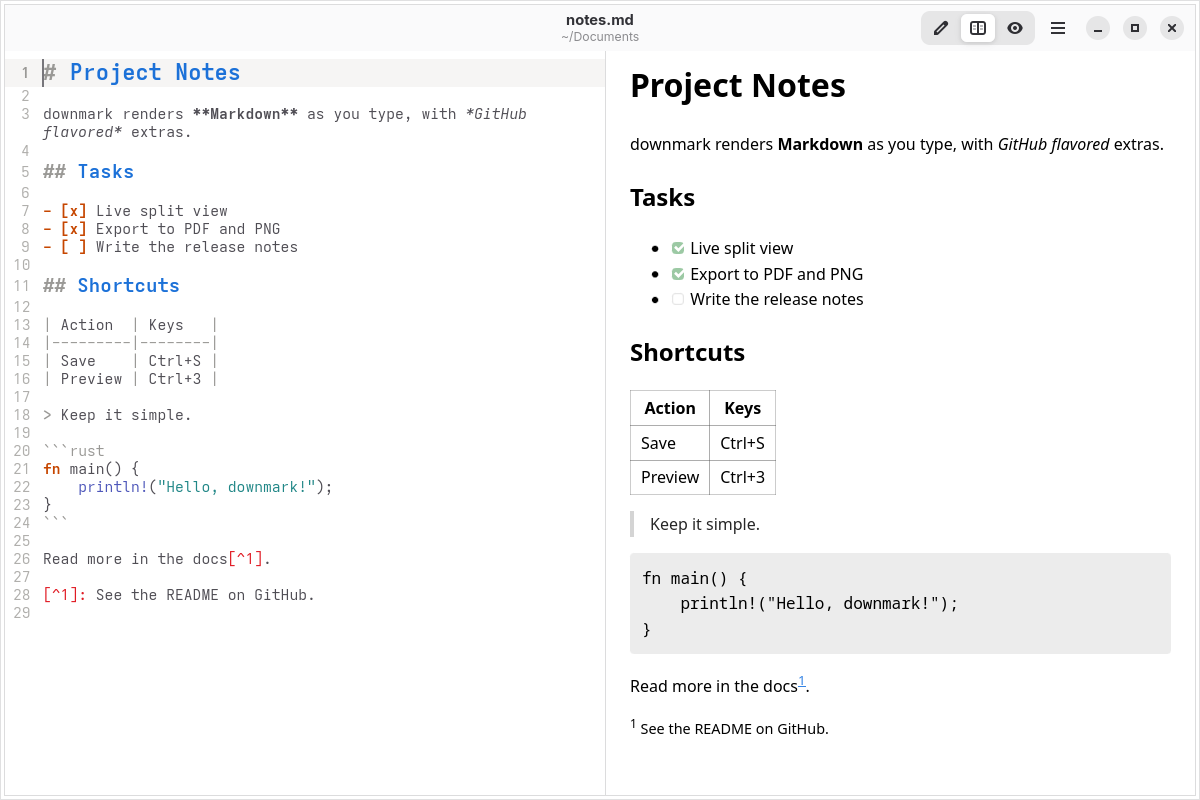 notes.md
~/Documents
1 # Project Notes
2
3 downmark renders **Markdown** as you type, with *GitHub
flavored* extras.
4
5 ## Tasks
6
7 - [x] Live split view
8 - [x] Export to PDF and PNG
9 - [ ] Write the release notes
10
11 ## Shortcuts
12
13 | Action  | Keys   |
14 |---------|--------|
15 | Save    | Ctrl+S |
16 | Preview | Ctrl+3 |
17
18 > Keep it simple.
19
20 ```rust
21 fn main() {
22     println!("Hello, downmark!");
23 }
24 ```
25
26 Read more in the docs[^1].
27
28 [^1]: See the README on GitHub.
29
Project Notes
downmark renders Markdown as you type, with GitHub flavored extras.
Tasks
Live split view
Export to PDF and PNG
Write the release notes
Shortcuts
Action Keys
Save Ctrl+S
Preview Ctrl+3
Keep it simple.
fn main() {
    println!("Hello, downmark!");
}
Read more in the docs1.
1 See the README on GitHub.